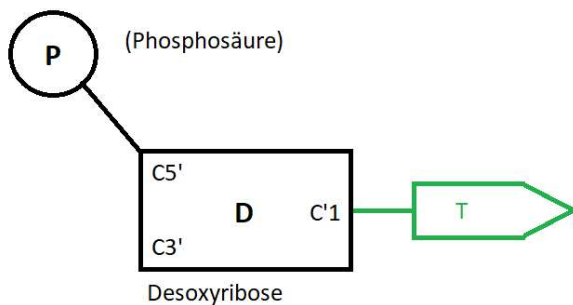 P
(Phosphosäure)
C5'
D
C'1
T
C3'
Desoxyribose